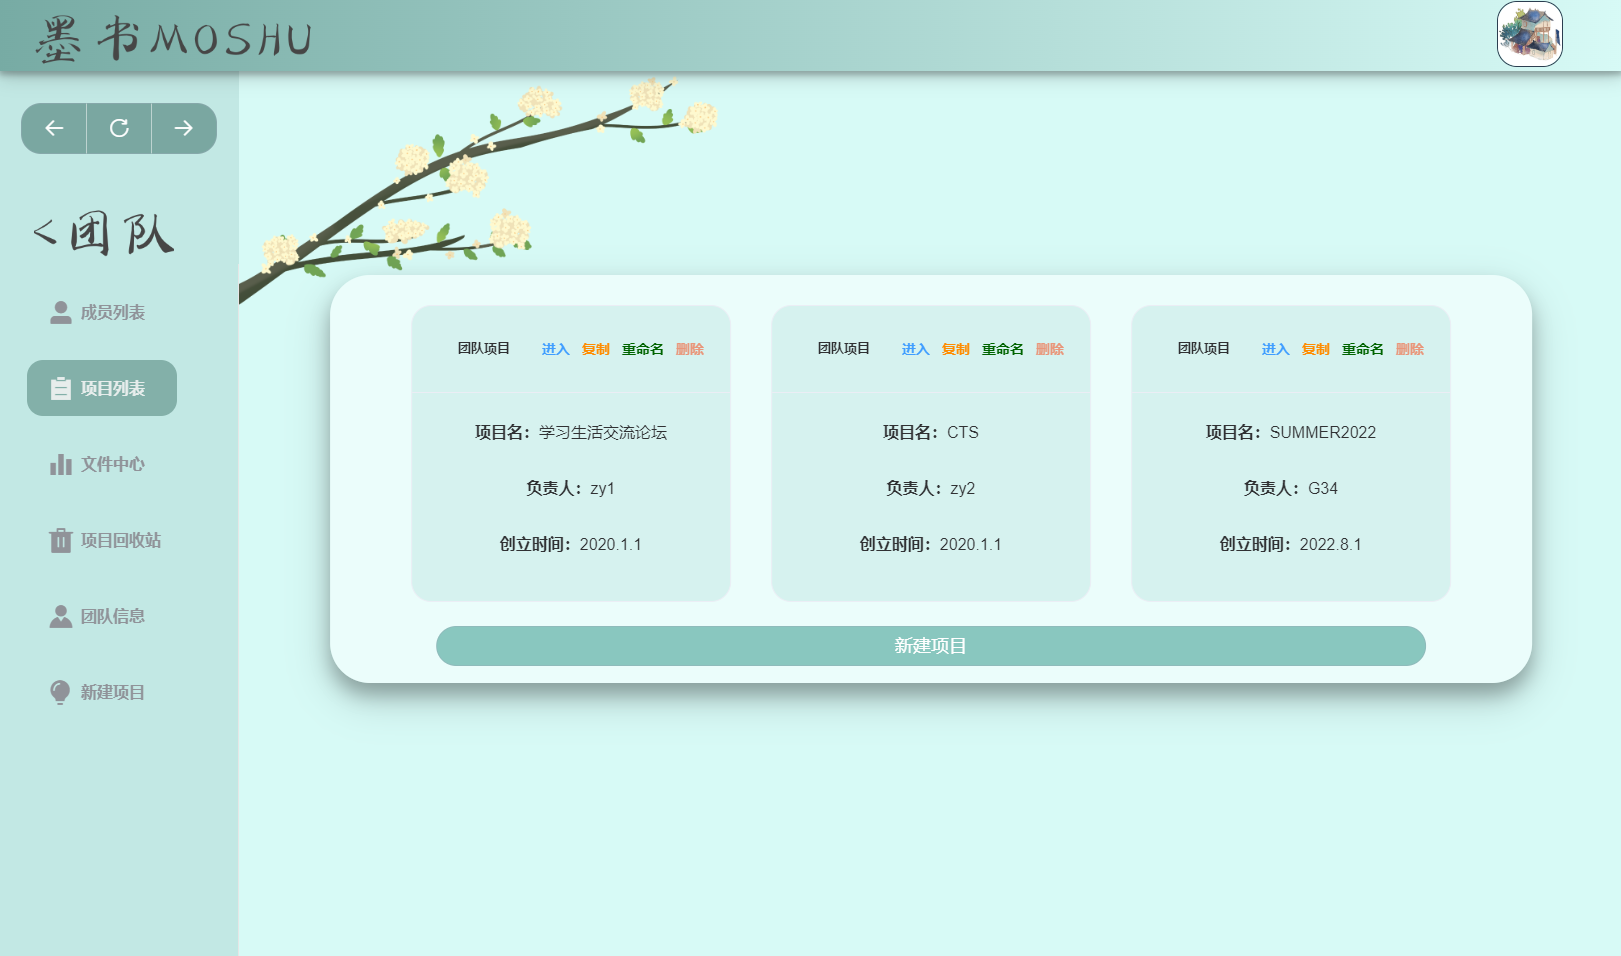 墨书MOSHU
<团队
成员列表
项目列表
文件中心
项目回收站
团队信息
新建项目
团队项目 进入 复制 重命名 删除
项目名：学习生活交流论坛
负责人：zy1
创立时间：2020.1.1
团队项目 进入 复制 重命名 删除
项目名：CTS
负责人：zy2
创立时间：2020.1.1
团队项目 进入 复制 重命名 删除
项目名：SUMMER2022
负责人：G34
创立时间：2022.8.1
新建项目